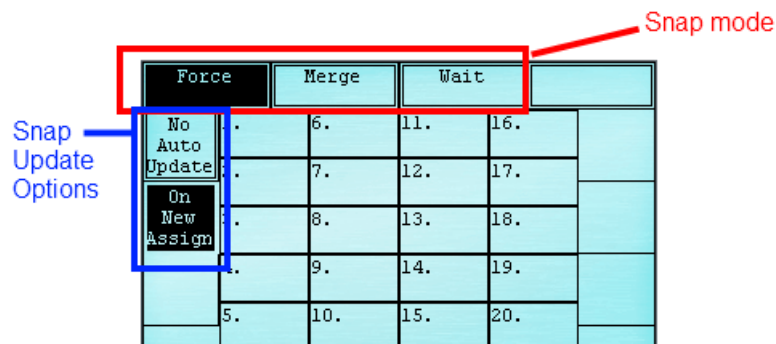 Snap mode
Force Merge Wait
Snap
Update
Options
No
Auto
Update
On
New
Assign
. 6. 11. 16.
. 7. 12. 17.
. 8. 13. 18.
. 9. 14. 19.
5. 10. 15. 20.